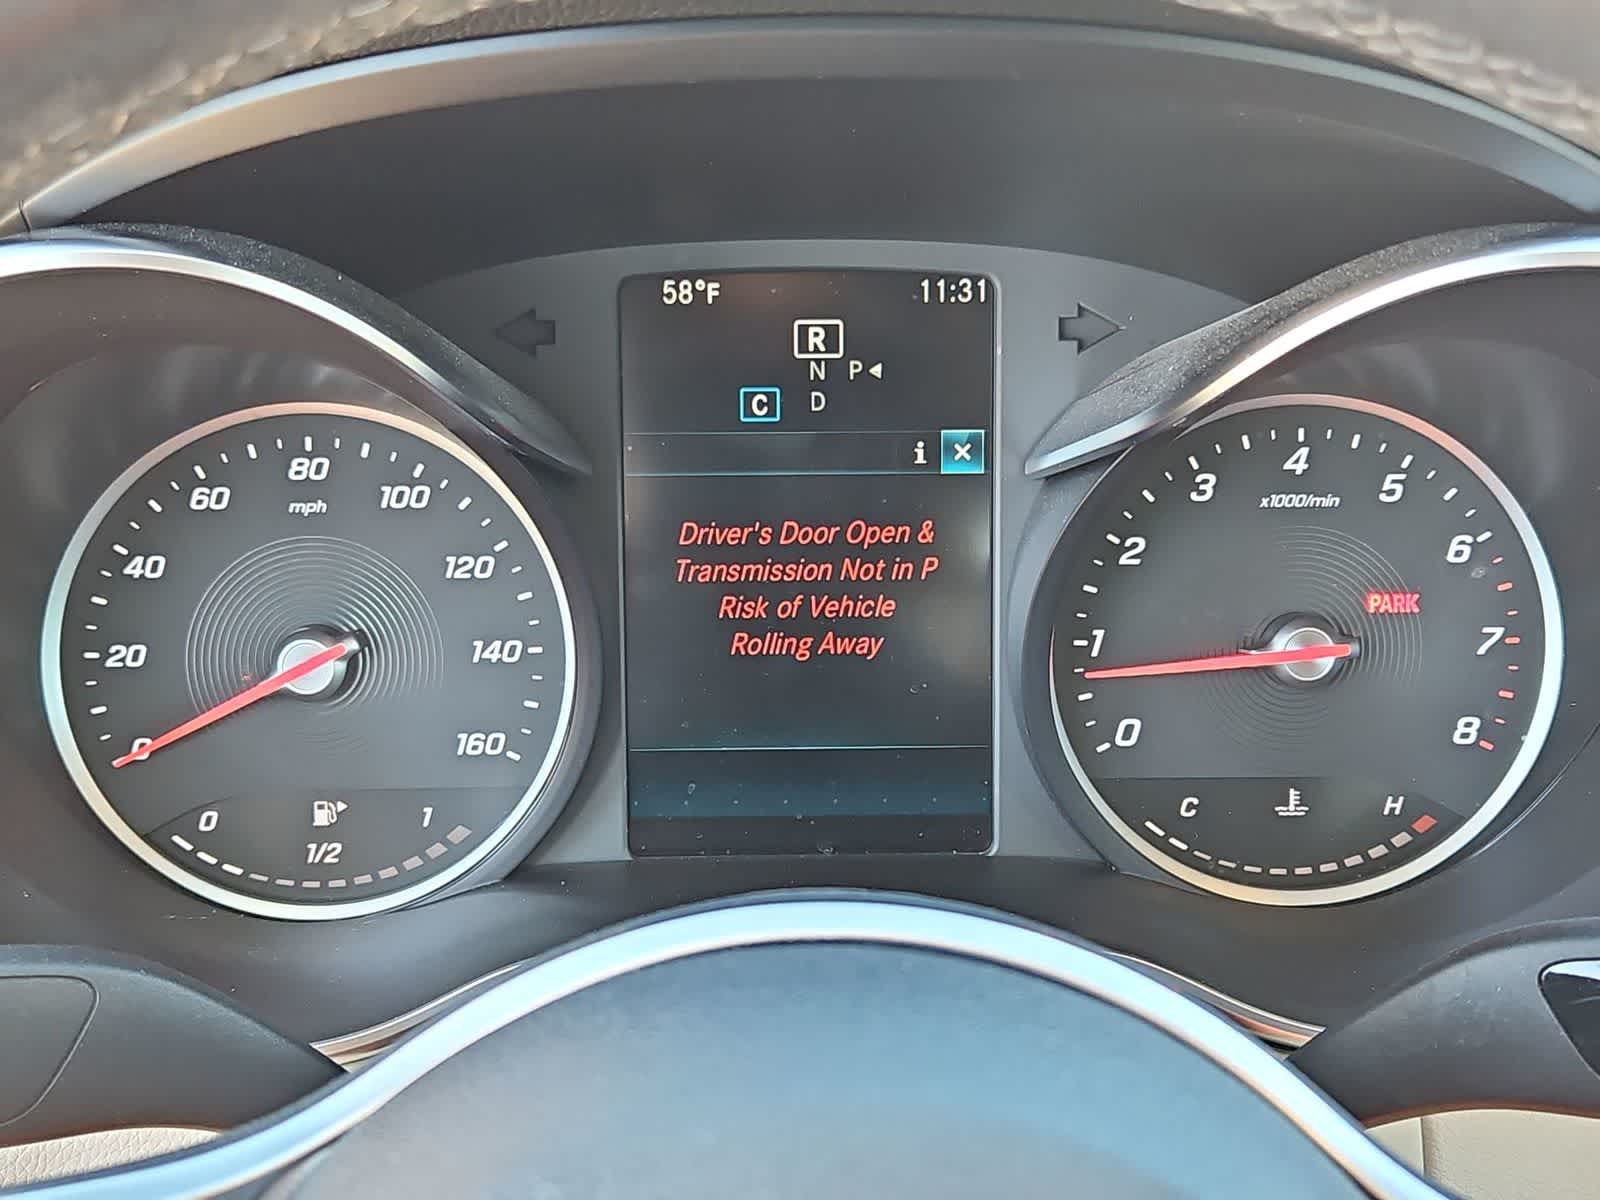 58°F 11:31
R
N P
C D
i X
Driver's Door Open &
Transmission Not in P
Risk of Vehicle
Rolling Away
0 20 40 60 80 100 120 140 160
mph
0 1/2 1
0 1 2 3 4 5 6 7 8
x1000/min
PARK
C H